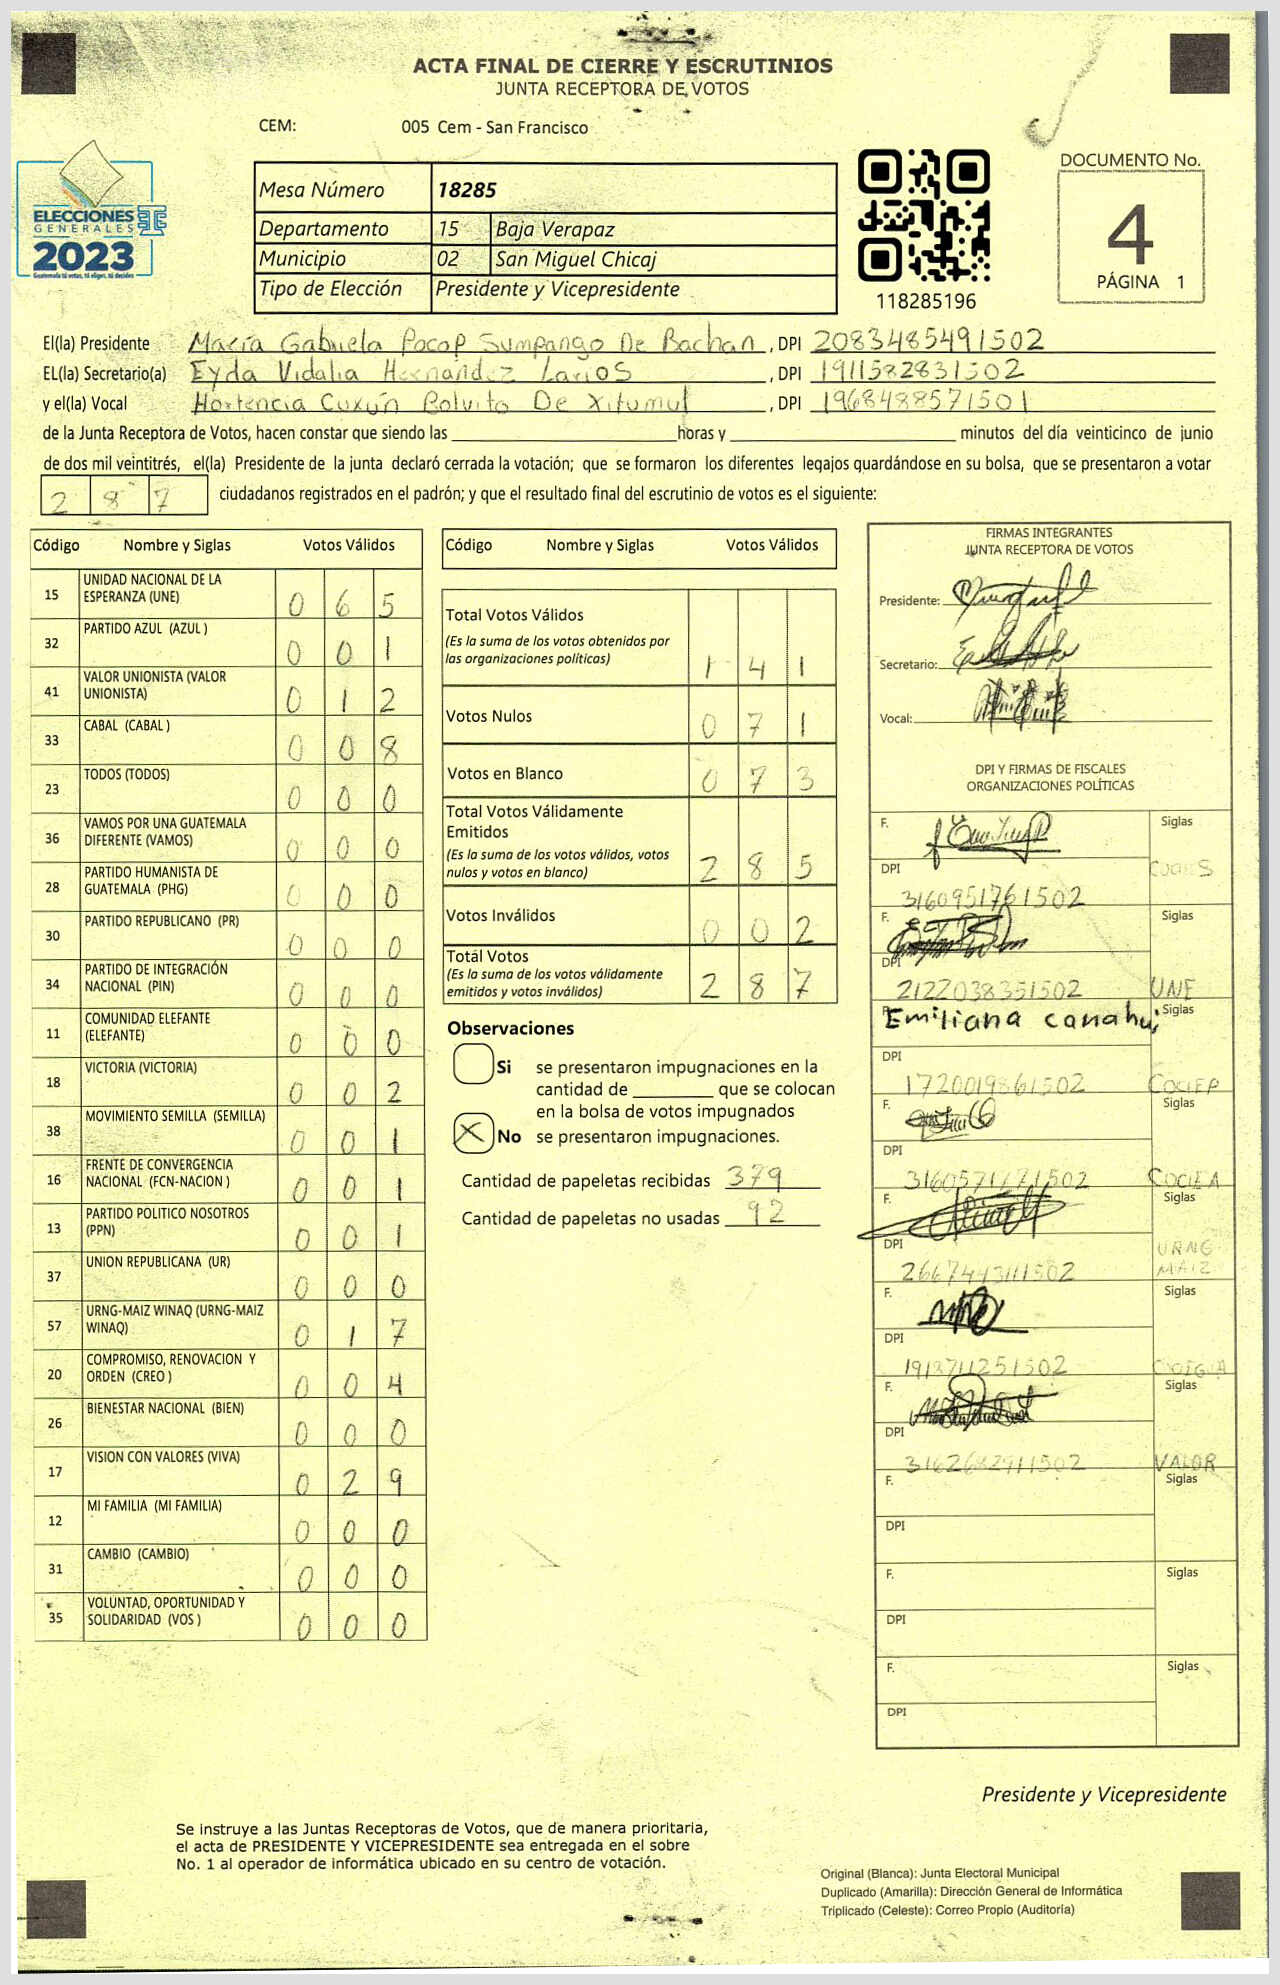 ACTA FINAL DE CIERRE Y ESCRUTINIOS
JUNTA RECEPTORA DE VOTOS
CEM: 005 Cem - San Francisco
ELECCIONES
GENERALES
2023
Guatemala tú votas, tú eliges, tú decides
Mesa Número 18285
Departamento 15 Baja Verapaz
Municipio 02 San Miguel Chicaj
Tipo de Elección Presidente y Vicepresidente
118285196
DOCUMENTO No.
4
PÁGINA 1
El(la) Presidente Maria Gabriela Pocop Sumpango De Bachan, DPI 2083485491502
EL(la) Secretario(a) Eyda Vidalia Hernandez Larios, DPI 1911582831502
y el(la) Vocal Hortencia Cuxún Bolvito De Xitumul, DPI 1968488571501
de la Junta Receptora de Votos, hacen constar que siendo las horas y minutos del día veinticinco de junio
de dos mil veintitrés, el(la) Presidente de la junta declaró cerrada la votación; que se formaron los diferentes legajos quardándose en su bolsa, que se presentaron a votar
287 ciudadanos registrados en el padrón; y que el resultado final del escrutinio de votos es el siguiente:
Código Nombre y Siglas Votos Válidos
15 UNIDAD NACIONAL DE LA ESPERANZA (UNE) 0 6 5
32 PARTIDO AZUL (AZUL ) 0 0 1
41 VALOR UNIONISTA (VALOR UNIONISTA) 0 1 2
33 CABAL (CABAL ) 0 0 8
23 TODOS (TODOS) 0 0 0
36 VAMOS POR UNA GUATEMALA DIFERENTE (VAMOS) 0 0 0
28 PARTIDO HUMANISTA DE GUATEMALA (PHG) 0 0 0
30 PARTIDO REPUBLICANO (PR) 0 0 0
34 PARTIDO DE INTEGRACIÓN NACIONAL (PIN) 0 0 0
11 COMUNIDAD ELEFANTE (ELEFANTE) 0 0 0
18 VICTORIA (VICTORIA) 0 0 2
38 MOVIMIENTO SEMILLA (SEMILLA) 0 0 1
16 FRENTE DE CONVERGENCIA NACIONAL (FCN-NACION ) 0 0 1
13 PARTIDO POLITICO NOSOTROS (PPN) 0 0 1
37 UNION REPUBLICANA (UR) 0 0 0
57 URNG-MAIZ WINAQ (URNG-MAIZ WINAQ) 0 1 7
20 COMPROMISO, RENOVACION Y ORDEN (CREO ) 0 0 4
26 BIENESTAR NACIONAL (BIEN) 0 0 0
17 VISION CON VALORES (VIVA) 0 2 9
12 MI FAMILIA (MI FAMILIA) 0 0 0
31 CAMBIO (CAMBIO) 0 0 0
35 VOLUNTAD, OPORTUNIDAD Y SOLIDARIDAD (VOS ) 0 0 0
Código Nombre y Siglas Votos Válidos
Total Votos Válidos
(Es la suma de los votos obtenidos por
las organizaciones políticas) 1 4 1
Votos Nulos 0 7 1
Votos en Blanco 0 7 3
Total Votos Válidamente
Emitidos
(Es la suma de los votos válidos, votos
nulos y votos en blanco) 2 8 5
Votos Inválidos 0 0 2
Total Votos
(Es la suma de los votos válidamente
emitidos y votos inválidos) 2 8 7
Observaciones
Si se presentaron impugnaciones en la
cantidad de que se colocan
en la bolsa de votos impugnados
No se presentaron impugnaciones.
Cantidad de papeletas recibidas 379
Cantidad de papeletas no usadas 92
FIRMAS INTEGRANTES
JUNTA RECEPTORA DE VOTOS
Presidente:
Secretario:
Vocal:
DPI Y FIRMAS DE FISCALES
ORGANIZACIONES POLÍTICAS
F. Siglas
DPI
3160951761502
F. Siglas
DPI
2122038351502 UNE
Emiliana Canahui Siglas
DPI
1720019861502
F. Siglas
DPI
3160571771502
F. Siglas
DPI URNG
2667443111502 MAIZ
F. Siglas
DPI
1918711251502
F. Siglas
DPI
3162682911502 VALOR
F. Siglas
DPI
F. Siglas
DPI
F. Siglas
DPI
Presidente y Vicepresidente
Se instruye a las Juntas Receptoras de Votos, que de manera prioritaria,
el acta de PRESIDENTE Y VICEPRESIDENTE sea entregada en el sobre
No. 1 al operador de informática ubicado en su centro de votación.
Original (Blanca): Junta Electoral Municipal
Duplicado (Amarilla): Dirección General de Informática
Triplicado (Celeste): Correo Propio (Auditoría)